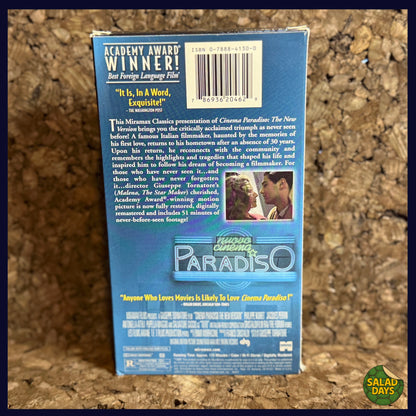 ACADEMY AWARD®
WINNER!
Best Foreign Language Film
"It Is, In A Word,
Exquisite!"
-THE WASHINGTON POST
ISBN 0-7888-4150-0
7 86936 20462
This Miramax Classics presentation of Cinema Paradiso: The New
Version brings you the critically acclaimed triumph as never seen
before! A famous Italian filmmaker, haunted by the memories of
his first love, returns to his hometown after an absence of 30 years.
Upon his return, he reconnects with the community and
remembers the highlights and tragedies that shaped his life and
inspired him to follow his dream of becoming a filmmaker. For
those who have never seen it...and
those who have never forgotten
it...director Giuseppe Tornatore's
(Malena, The Star Maker) cherished,
Academy Award®-winning motion
picture is now fully restored, digitally
remastered and includes 51 minutes of
never-before-seen footage!
nuovo
cinema
PARADISO
"Anyone Who Loves Movies Is Likely To Love Cinema Paradiso!"
miramax.com
R
SALAD
DAYS